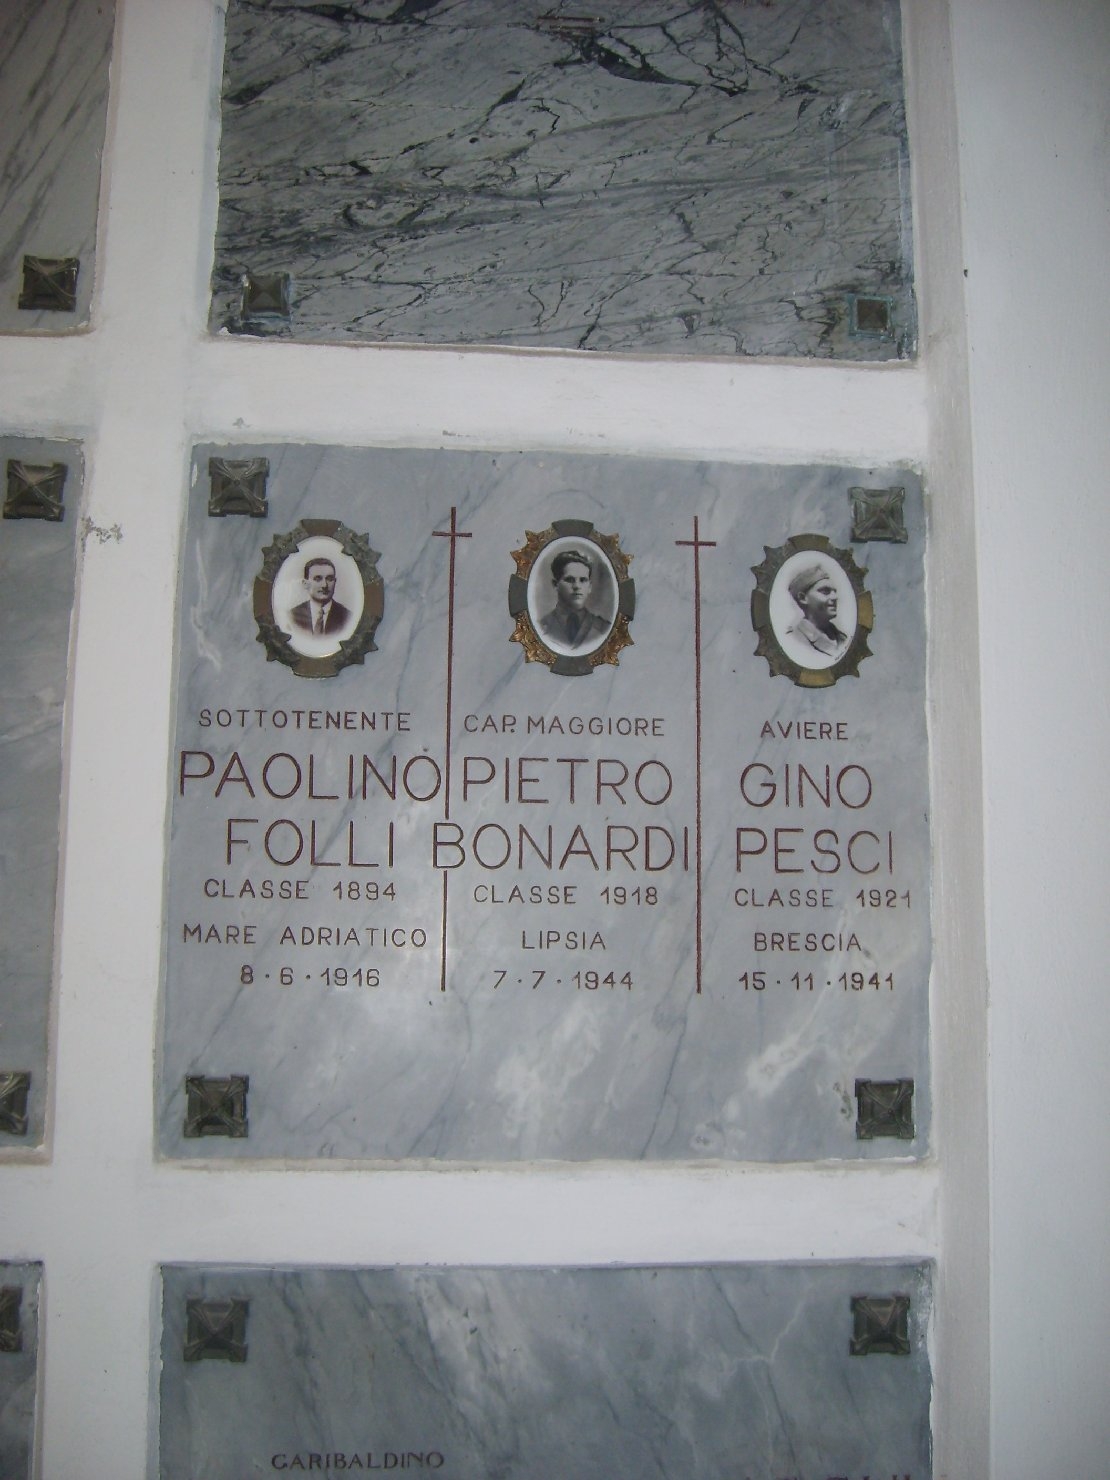 SOTTOTENENTE
PAOLINO
FOLLI
CLASSE 1894
MARE ADRIATICO
8·6·1916
CAP. MAGGIORE
PIETRO
BONARDI
CLASSE 1918
LIPSIA
7·7·1944
AVIERE
GINO
PESCI
CLASSE 1921
BRESCIA
15·11·1941
GARIBALDINO